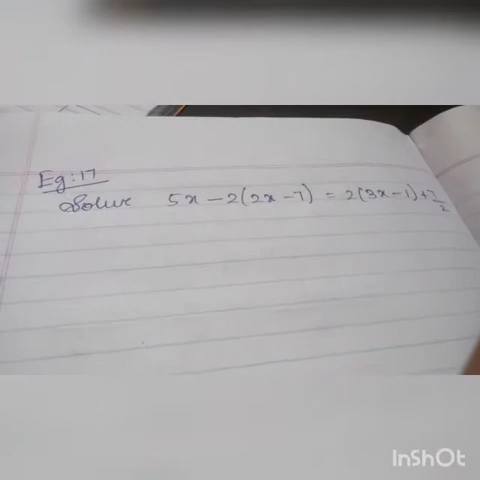 Eg:17
Solve 5x - 2(2x - 7) = 2(3x - 1) + 7/2
InShOt